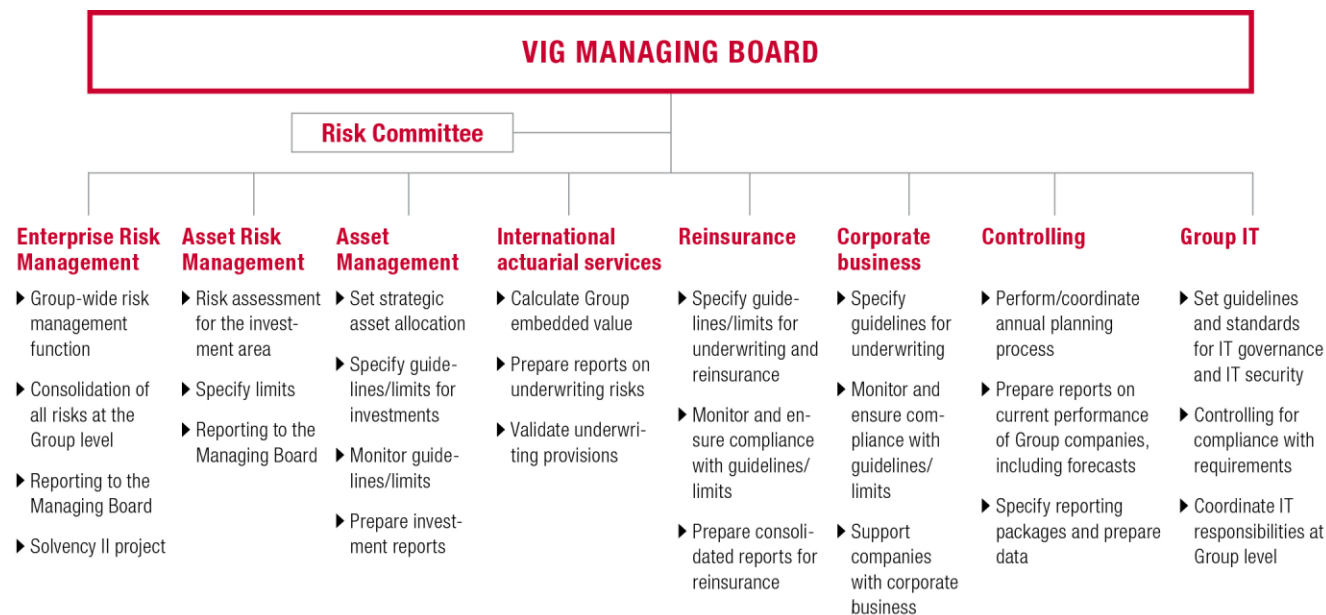 VIG MANAGING BOARD
Risk Committee
Enterprise Risk
Management
▶ Group-wide risk
management
function
▶ Consolidation of
all risks at the
Group level
▶ Reporting to the
Managing Board
▶ Solvency II project
Asset Risk
Management
▶ Risk assessment
for the invest-
ment area
▶ Specify limits
▶ Reporting to the
Managing Board
Asset
Management
▶ Set strategic
asset allocation
▶ Specify guide-
lines/limits for
investments
▶ Monitor guide-
lines/limits
▶ Prepare invest-
ment reports
International
actuarial services
▶ Calculate Group
embedded value
▶ Prepare reports on
underwriting risks
▶ Validate underwri-
ting provisions
Reinsurance
▶ Specify guide-
lines/limits for
underwriting and
reinsurance
▶ Monitor and en-
sure compliance
with guidelines/
limits
▶ Prepare consoli-
dated reports for
reinsurance
Corporate
business
▶ Specify
guidelines for
underwriting
▶ Monitor and
ensure com-
pliance with
guidelines/
limits
▶ Support
companies
with corporate
business
Controlling
▶ Perform/coordinate
annual planning
process
▶ Prepare reports on
current performance
of Group companies,
including forecasts
▶ Specify reporting
packages and prepare
data
Group IT
▶ Set guidelines
and standards
for IT governance
and IT security
▶ Controlling for
compliance with
requirements
▶ Coordinate IT
responsibilities at
Group level